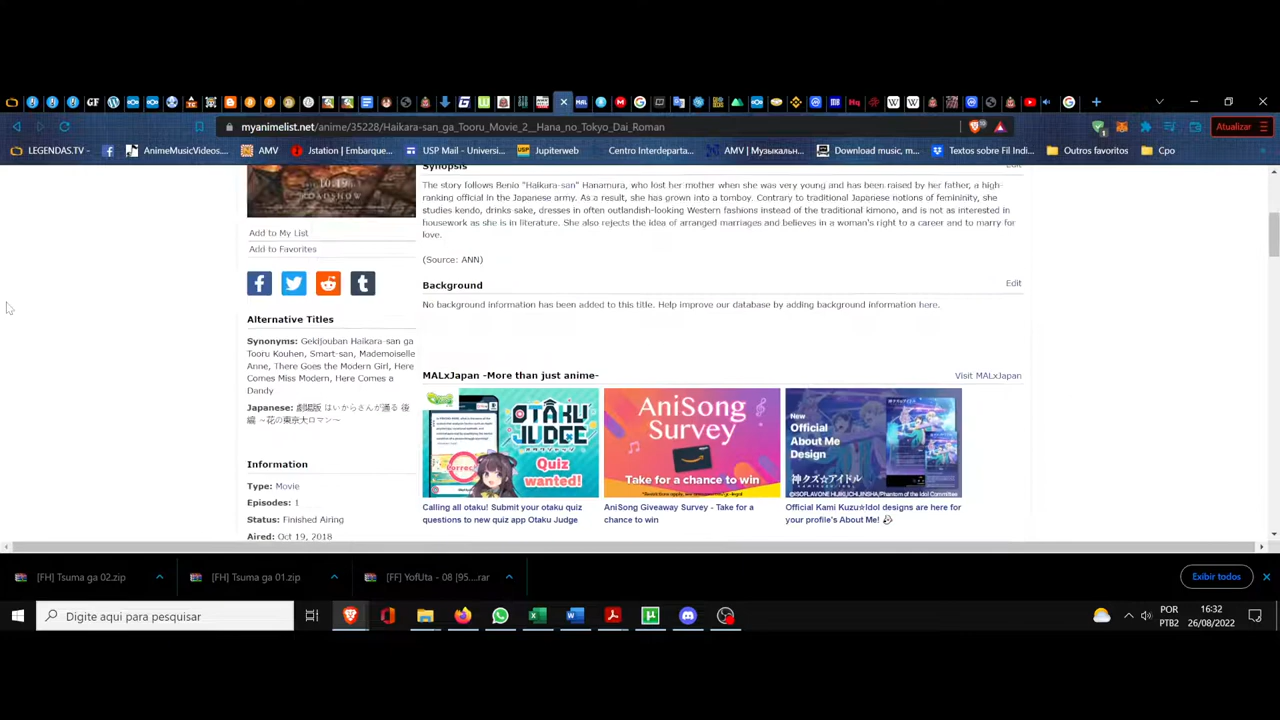 myanimelist.net/anime/35228/Haikara-san_ga_Tooru_Movie_2__Hana_no_Tokyo_Dai_Roman
Atualizar
LEGENDAS.TV -
AnimeMusicVideos...
AMV
Jstation | Embarque...
USP Mail - Universi...
Jupiterweb
Centro Interdeparta...
AMV | Музыкальн...
Download music, m...
Textos sobre Fil Indi...
Outros favoritos
Cpo
10.19
ROADSHOW
Add to My List
Add to Favorites
Alternative Titles
Synonyms: Gekijouban Haikara-san ga
Tooru Kouhen, Smart-san, Mademoiselle
Anne, There Goes the Modern Girl, Here
Comes Miss Modern, Here Comes a
Dandy
Japanese: 劇場版 はいからさんが通る 後
編 ～花の東京大ロマン～
Information
Type: Movie
Episodes: 1
Status: Finished Airing
Aired: Oct 19, 2018
Synopsis
Edit
The story follows Benio "Haikara-san" Hanamura, who lost her mother when she was very young and has been raised by her father, a high-
ranking official in the Japanese army. As a result, she has grown into a tomboy. Contrary to traditional Japanese notions of femininity, she
studies kendo, drinks sake, dresses in often outlandish-looking Western fashions instead of the traditional kimono, and is not as interested in
housework as she is in literature. She also rejects the idea of arranged marriages and believes in a woman's right to a career and to marry for
love.
(Source: ANN)
Background
Edit
No background information has been added to this title. Help improve our database by adding background information here.
MALxJapan -More than just anime-
Visit MALxJapan
OTAKU
JUDGE
Quiz
wanted!
AniSong
Survey
Take for a chance to win
New
Official
About Me
Design
神クズ☆アイドル
Calling all otaku! Submit your otaku quiz
questions to new quiz app Otaku Judge
AniSong Giveaway Survey - Take for a
chance to win
Official Kami Kuzu☆Idol designs are here for
your profile's About Me!
[FH] Tsuma ga 02.zip
[FH] Tsuma ga 01.zip
[FF] YofUta - 08 [95....rar
Exibir todos
Digite aqui para pesquisar
POR
PTB2
16:32
26/08/2022